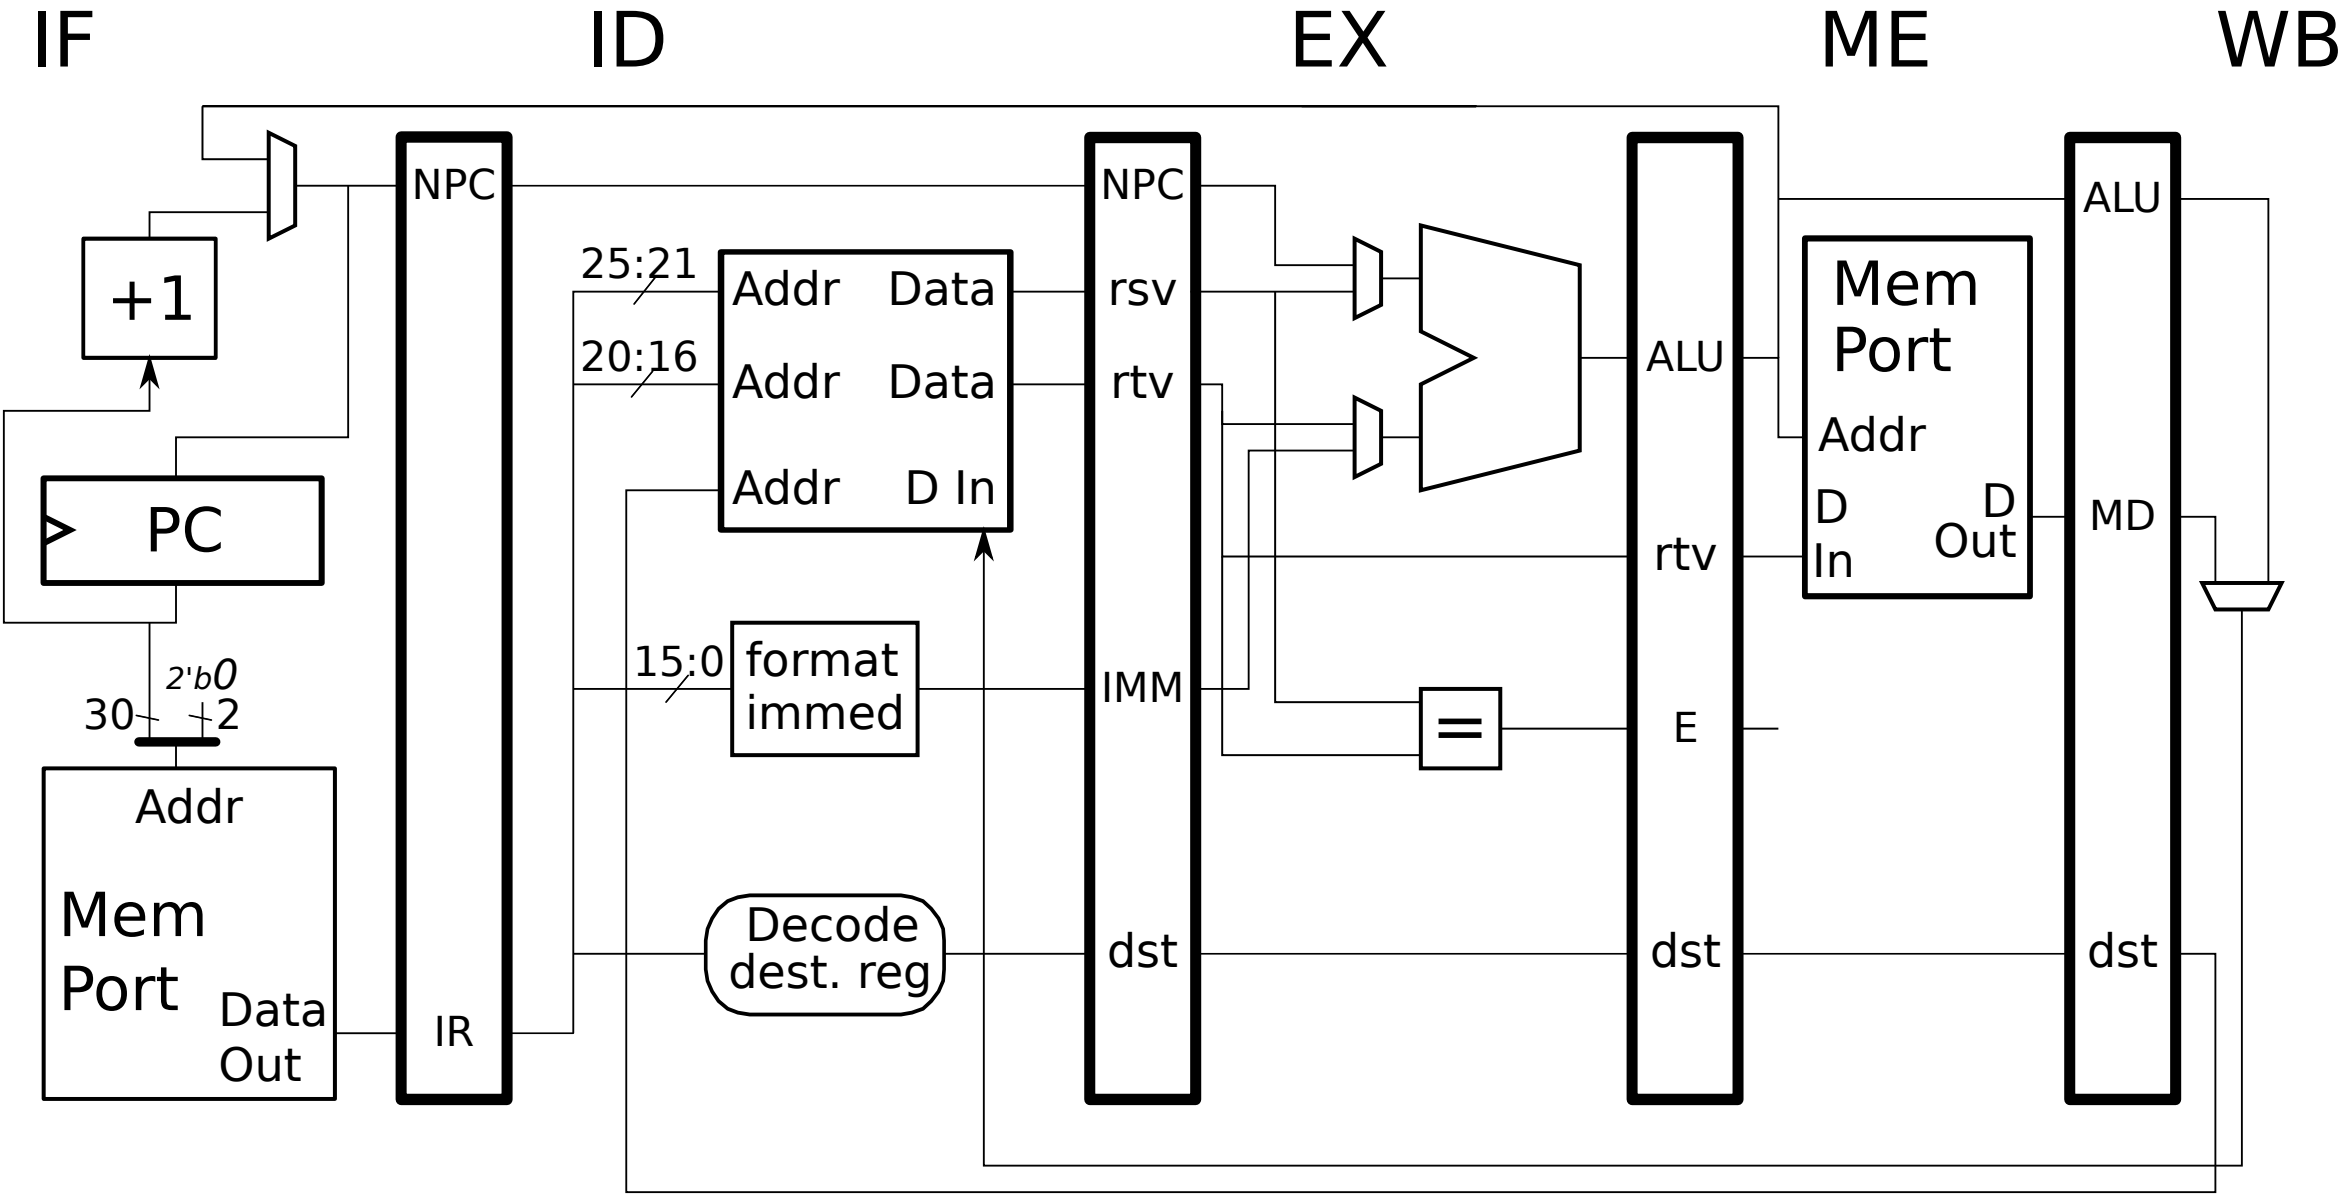 IF ID EX ME WB
NPC
+1
PC
2'b0
30 2
Addr
Mem
Port
Data
Out
IR
25:21
20:16
15:0
Addr Data
Addr Data
Addr D In
format
immed
Decode
dest. reg
NPC
rsv
rtv
IMM
dst
=
ALU
rtv
E
dst
Mem
Port
Addr
D
In
D
Out
ALU
MD
dst